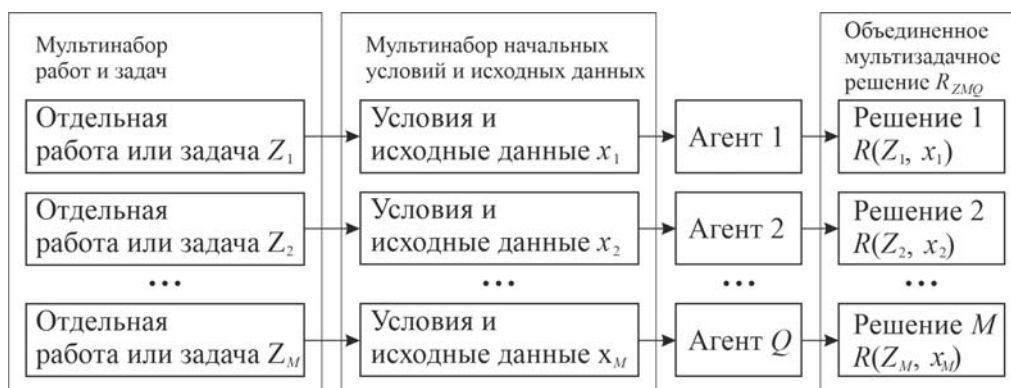 Мультинабор
работ и задач
Мультинабор начальных
условий и исходных данных
Объединенное
мультизадачное
решение R_ZMQ
Отдельная
работа или задача Z₁
Условия и
исходные данные x₁
Агент 1
Решение 1
R(Z₁, x₁)
Отдельная
работа или задача Z₂
Условия и
исходные данные x₂
Агент 2
Решение 2
R(Z₂, x₂)
... ... ... ...
Отдельная
работа или задача Z_M
Условия и
исходные данные x_M
Агент Q
Решение M
R(Z_M, x_M)